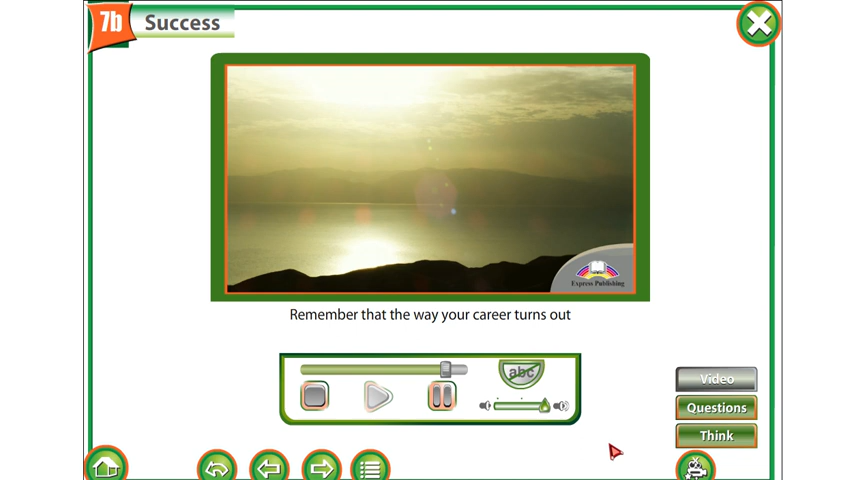 7b Success
Express Publishing
Remember that the way your career turns out
abc
Video
Questions
Think